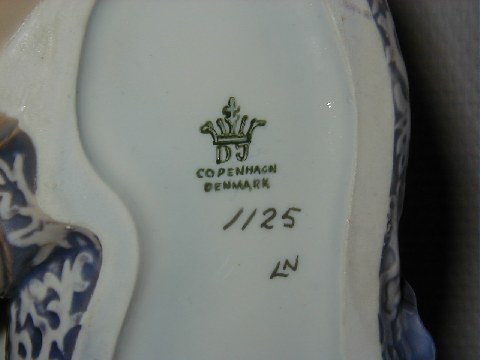 DJ
COPENHAGN
DENMARK
1125
LN